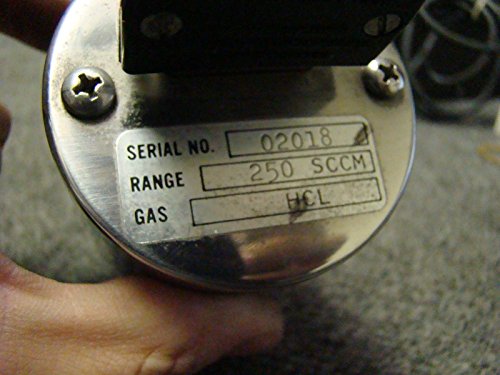 SERIAL NO. 02018
RANGE 250 SCCM
GAS HCL